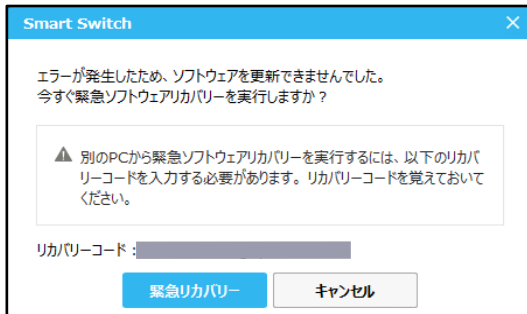 Smart Switch
エラーが発生したため、ソフトウェアを更新できませんでした。
今すぐ緊急ソフトウェアリカバリーを実行しますか？
別のPCから緊急ソフトウェアリカバリーを実行するには、以下のリカバ
リーコードを入力する必要があります。リカバリーコードを覚えておいて
ください。
リカバリーコード :
緊急リカバリー キャンセル